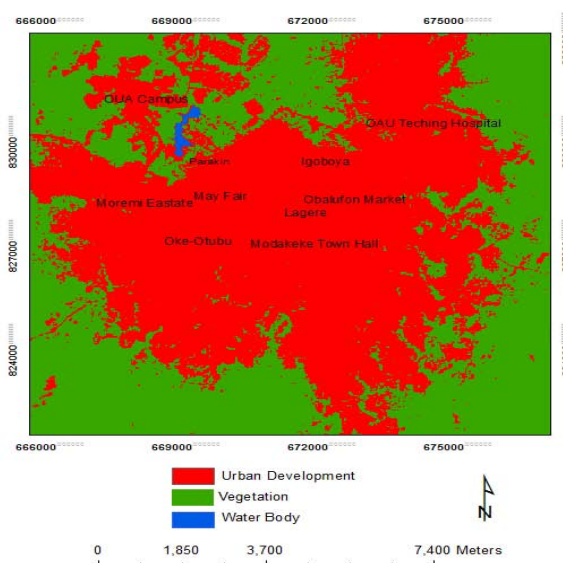 666000 669000 672000 675000
OUA Campus
OAU Teching Hospital
830000
Parakin
Igoboya
May Fair
Moremi Eastate
Obalufon Market
Lagere
Oke-Otubu
Modakeke Town Hall
827000
824000
666000 669000 672000 675000
Urban Development
Vegetation
Water Body
N
0 1,850 3,700 7,400 Meters